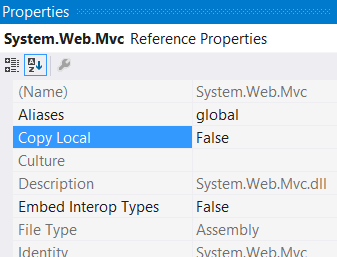 Properties
System.Web.Mvc Reference Properties
(Name) System.Web.Mvc
Aliases global
Copy Local False
Culture
Description System.Web.Mvc.dll
Embed Interop Types False
File Type Assembly
Identity System.Web.Mvc